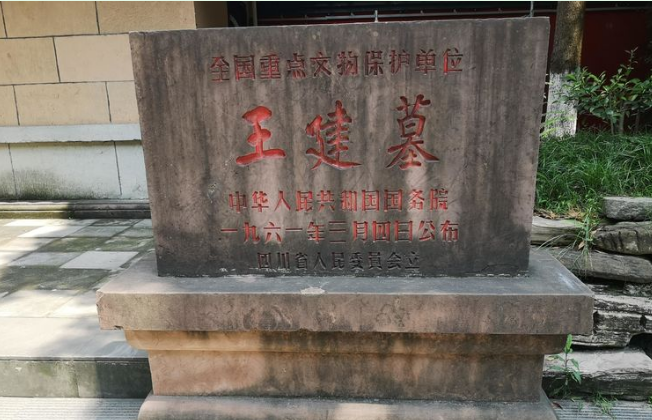 全国重点文物保护单位
王建墓
中华人民共和国国务院
一九六一年三月四日公布
四川省人民委员会立